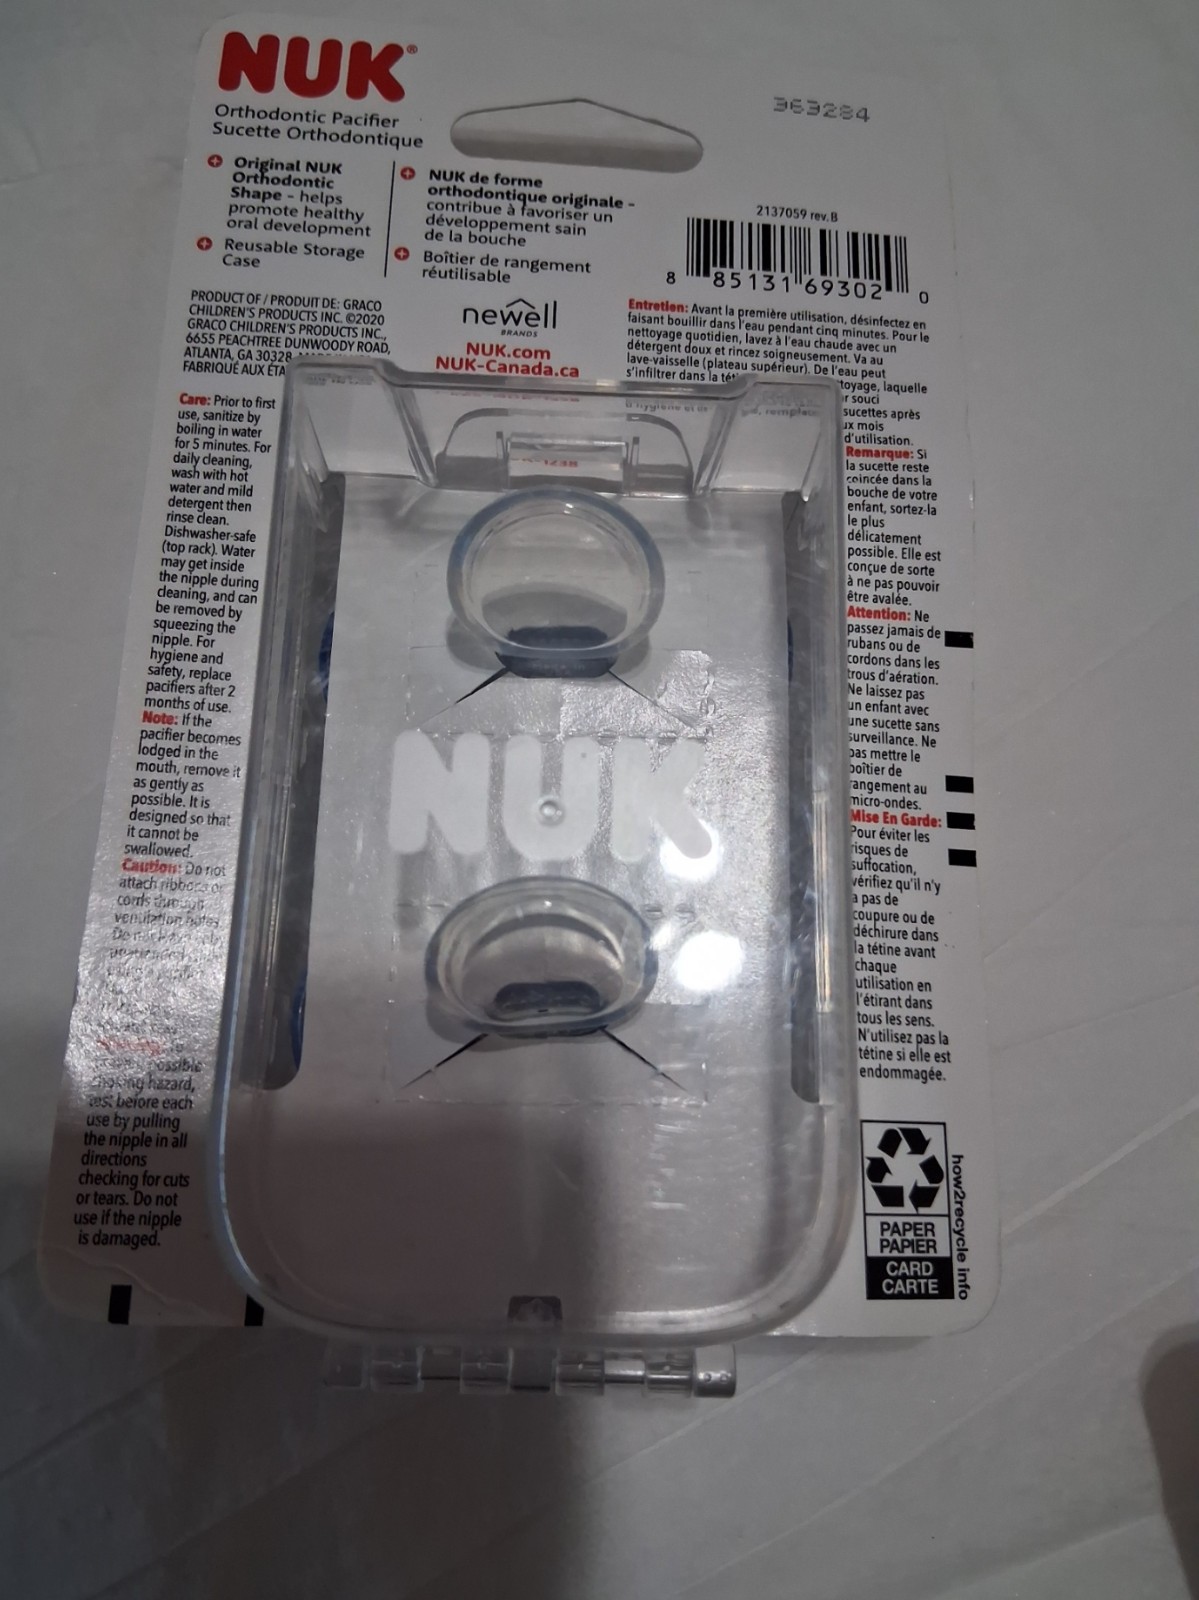 NUK®
Orthodontic Pacifier
Sucette Orthodontique
363284
Original NUK
Orthodontic
Shape – helps
promote healthy
oral development
Reusable Storage
Case
NUK de forme
orthodontique originale –
contribue à favoriser un
développement sain
de la bouche
Boîtier de rangement
réutilisable
2137059 rev. B
8 85131 69302 0
PRODUCT OF / PRODUIT DE: GRACO
CHILDREN'S PRODUCTS INC. ©2020
GRACO CHILDREN'S PRODUCTS INC.,
6655 PEACHTREE DUNWOODY ROAD,
ATLANTA, GA 30328
FABRIQUÉ AUX
newell
BRANDS
NUK.com
NUK-Canada.ca
Entretien: Avant la première utilisation, désinfectez en
faisant bouillir dans l'eau pendant cinq minutes. Pour le
nettoyage quotidien, lavez à l'eau chaude avec un
détergent doux et rincez soigneusement. Va au
lave-vaisselle (plateau supérieur). De l'eau peut
s'infiltrer dans la laquelle
souci
sucettes après
mois
d'utilisation.
Remarque: Si
la sucette reste
coincée dans la
bouche de votre
enfant, sortez-la
le plus
délicatement
possible. Elle est
conçue de sorte
à ne pas pouvoir
être avalée.
Attention: Ne
passez jamais de
rubans ou de
cordons dans les
trous d'aération.
Ne laissez pas
un enfant avec
une sucette sans
surveillance. Ne
pas mettre le
boîtier de
rangement au
micro-ondes.
Mise En Garde:
Pour éviter les
risques de
suffocation,
vérifiez qu'il n'y
a pas de
coupure ou de
déchirure dans
la tétine avant
chaque
utilisation en
l'étirant dans
tous les sens.
N'utilisez pas la
tétine si elle est
endommagée.
Care: Prior to first
use, sanitize by
boiling in water
for 5 minutes. For
daily cleaning,
wash with hot
water and mild
detergent then
rinse clean.
Dishwasher-safe
(top rack). Water
may get inside
the nipple during
cleaning, and can
be removed by
squeezing the
nipple. For
hygiene and
safety, replace
pacifiers after 2
months of use.
Note: If the
pacifier becomes
lodged in the
mouth, remove it
as gently as
possible. It is
designed so that
it cannot be
swallowed.
Caution: Do not
attach ribbons or
cords through
ventilation holes.
possible
choking hazard,
test before each
use by pulling
the nipple in all
directions
checking for cuts
or tears. Do not
use if the nipple
is damaged.
NUK
PAPER
PAPIER
CARD
CARTE
how2recycle.info